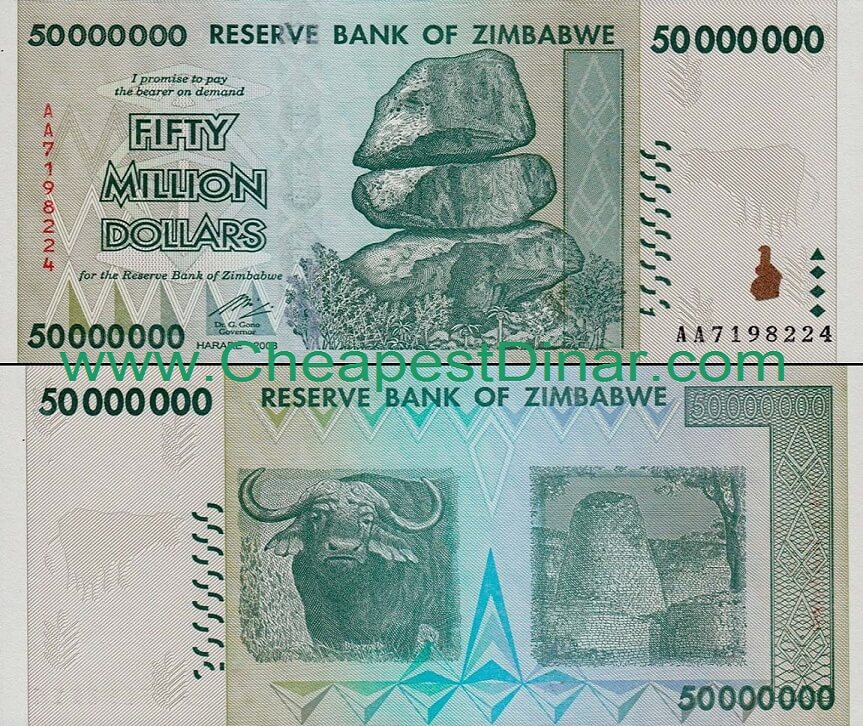 50000000 RESERVE BANK OF ZIMBABWE 50000000
I promise to pay
the bearer on demand
FIFTY
MILLION
DOLLARS
AA7198224
for the Reserve Bank of Zimbabwe
Dr. G. Gono
Governor
50000000
HARARE 2008
AA7198224
www.CheapestDinar.com
50000000 RESERVE BANK OF ZIMBABWE 50000000
50000000